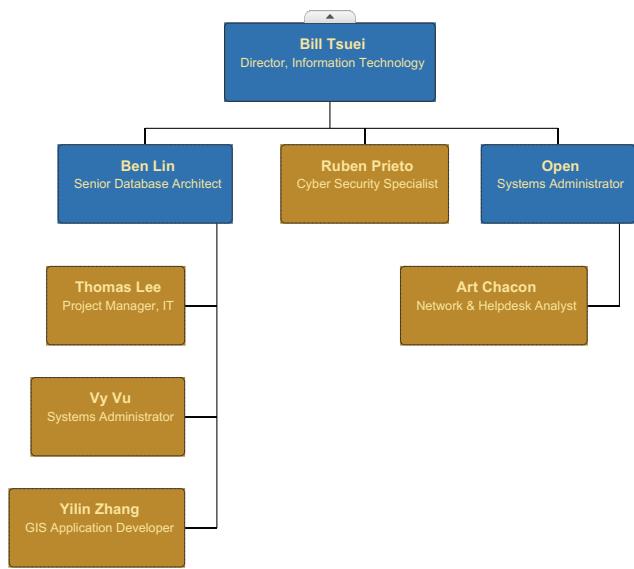 Bill Tsuei
Director, Information Technology
Ben Lin
Senior Database Architect
Ruben Prieto
Cyber Security Specialist
Open
Systems Administrator
Thomas Lee
Project Manager, IT
Art Chacon
Network & Helpdesk Analyst
Vy Vu
Systems Administrator
Yilin Zhang
GIS Application Developer